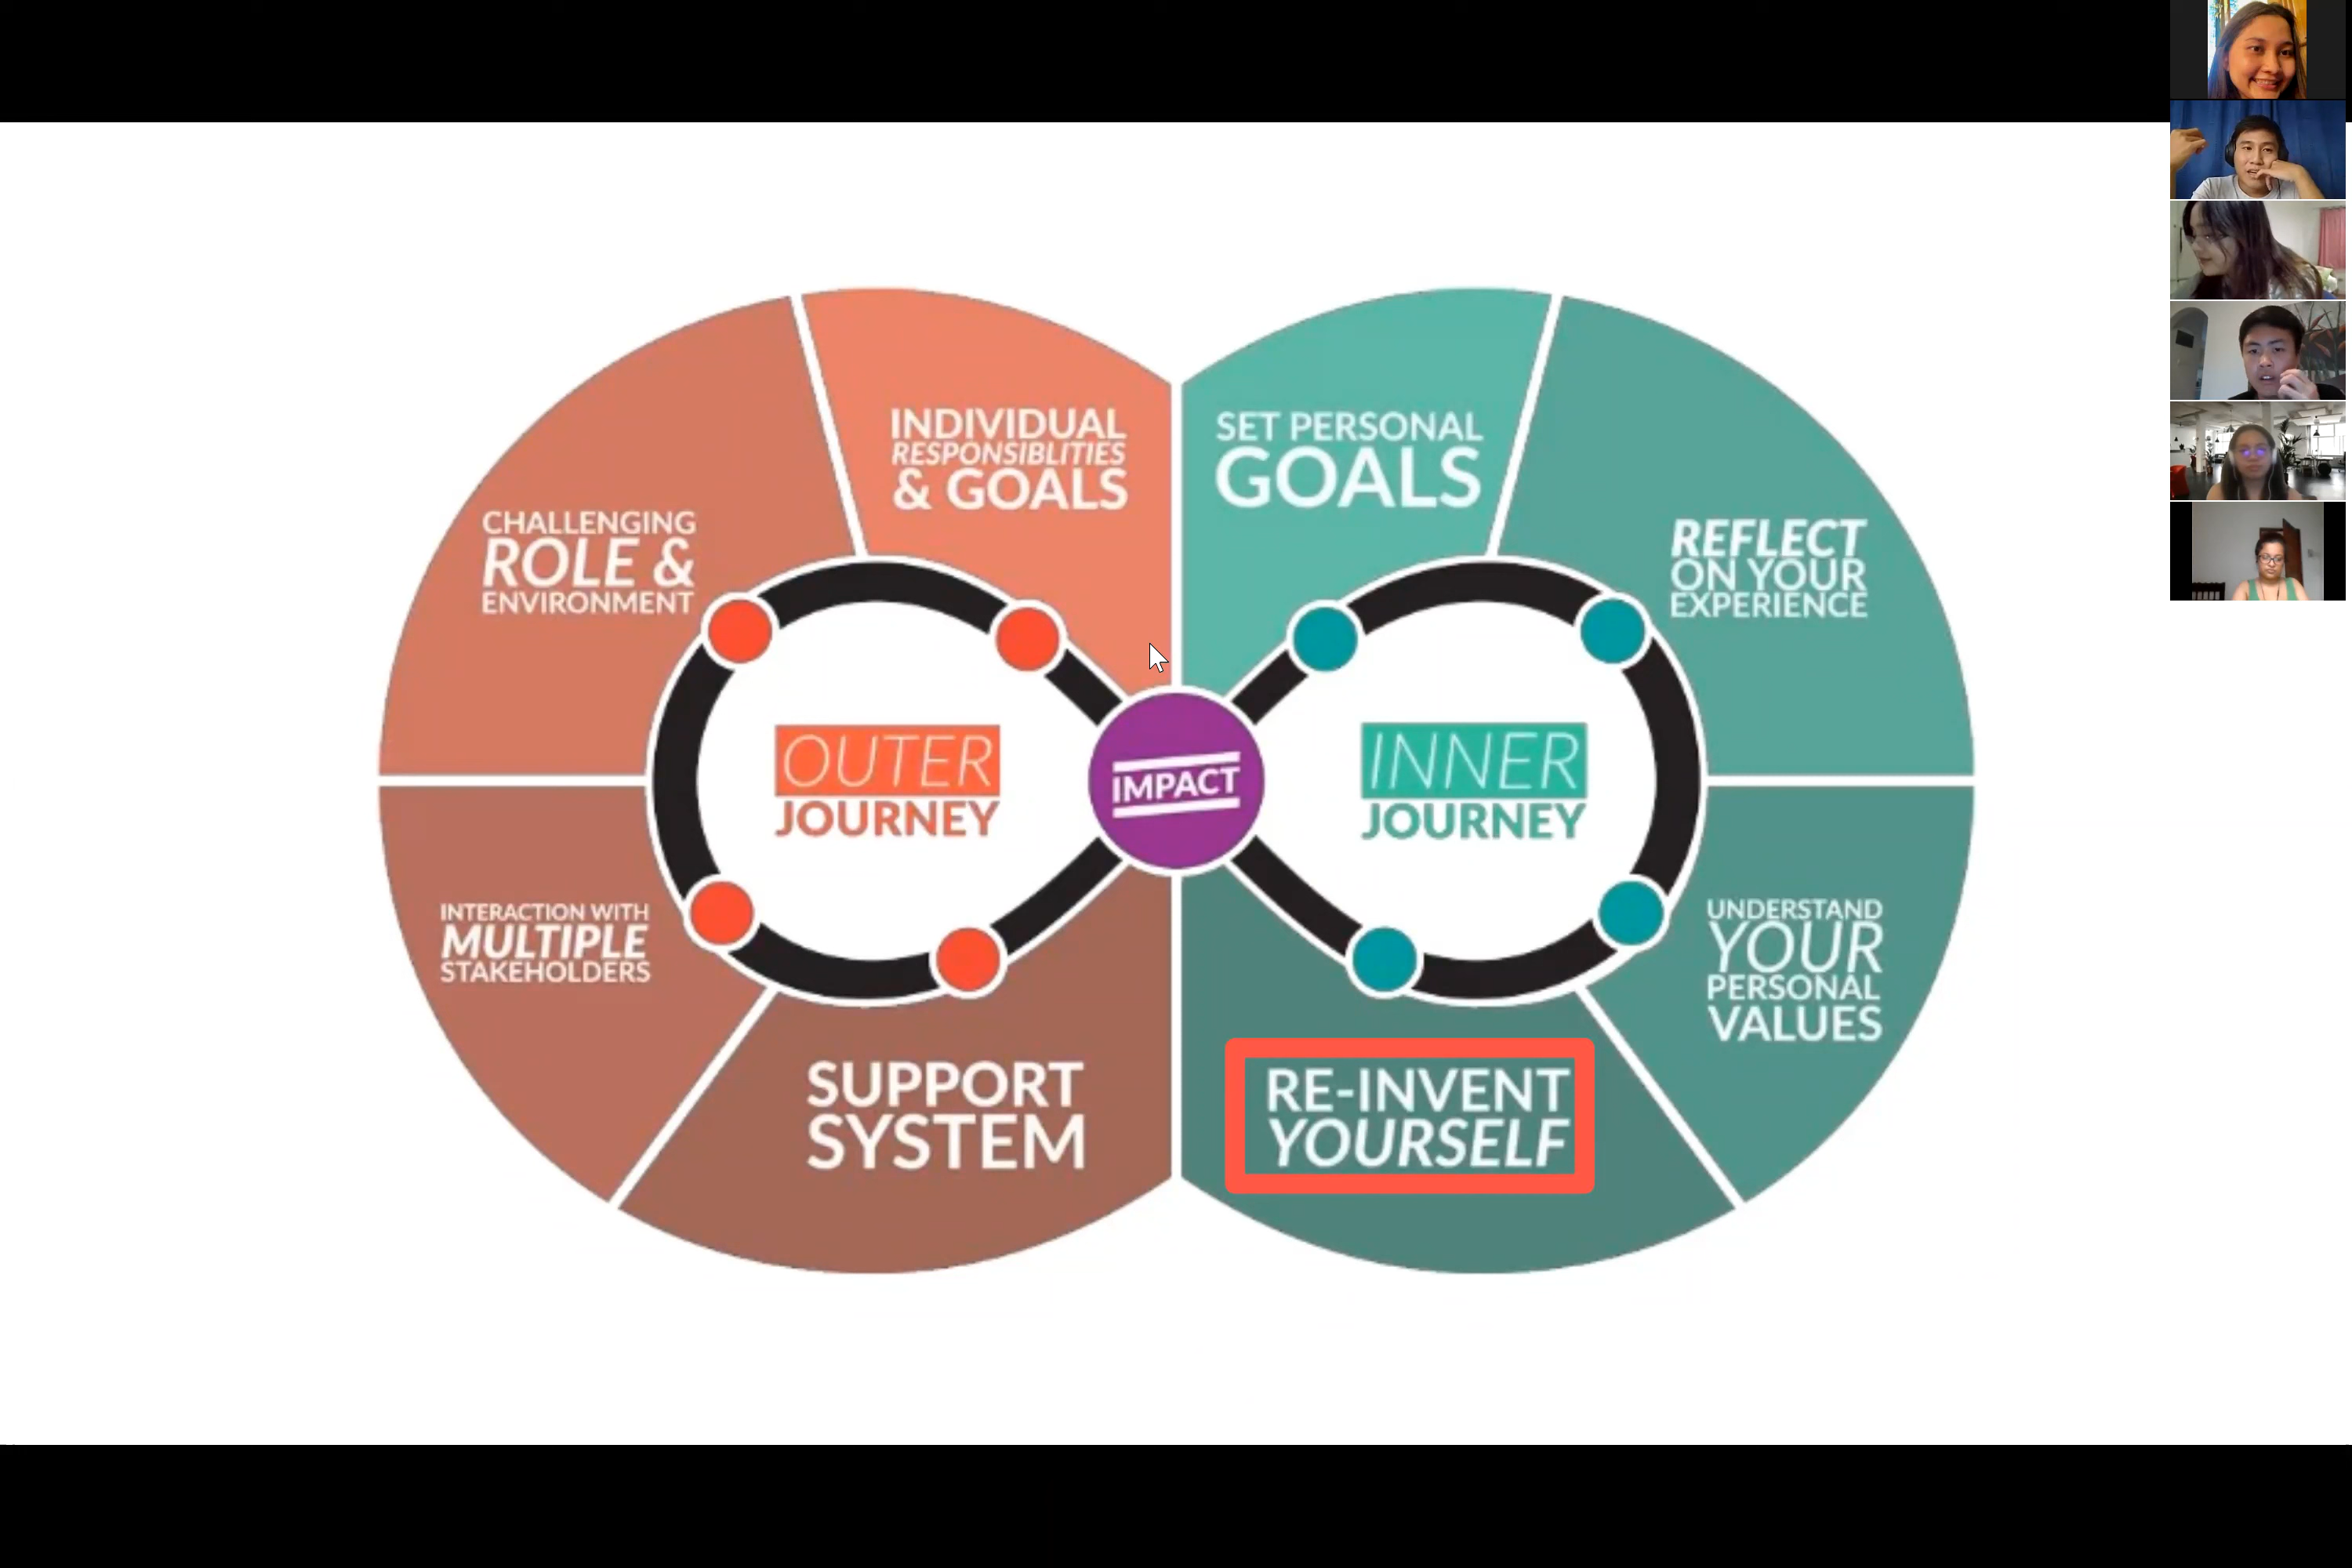 INDIVIDUAL
RESPONSIBLITIES
& GOALS
SET PERSONAL
GOALS
CHALLENGING
ROLE &
ENVIRONMENT
REFLECT
ON YOUR
EXPERIENCE
OUTER
JOURNEY
IMPACT
INNER
JOURNEY
INTERACTION WITH
MULTIPLE
STAKEHOLDERS
UNDERSTAND
YOUR
PERSONAL
VALUES
SUPPORT
SYSTEM
RE-INVENT
YOURSELF